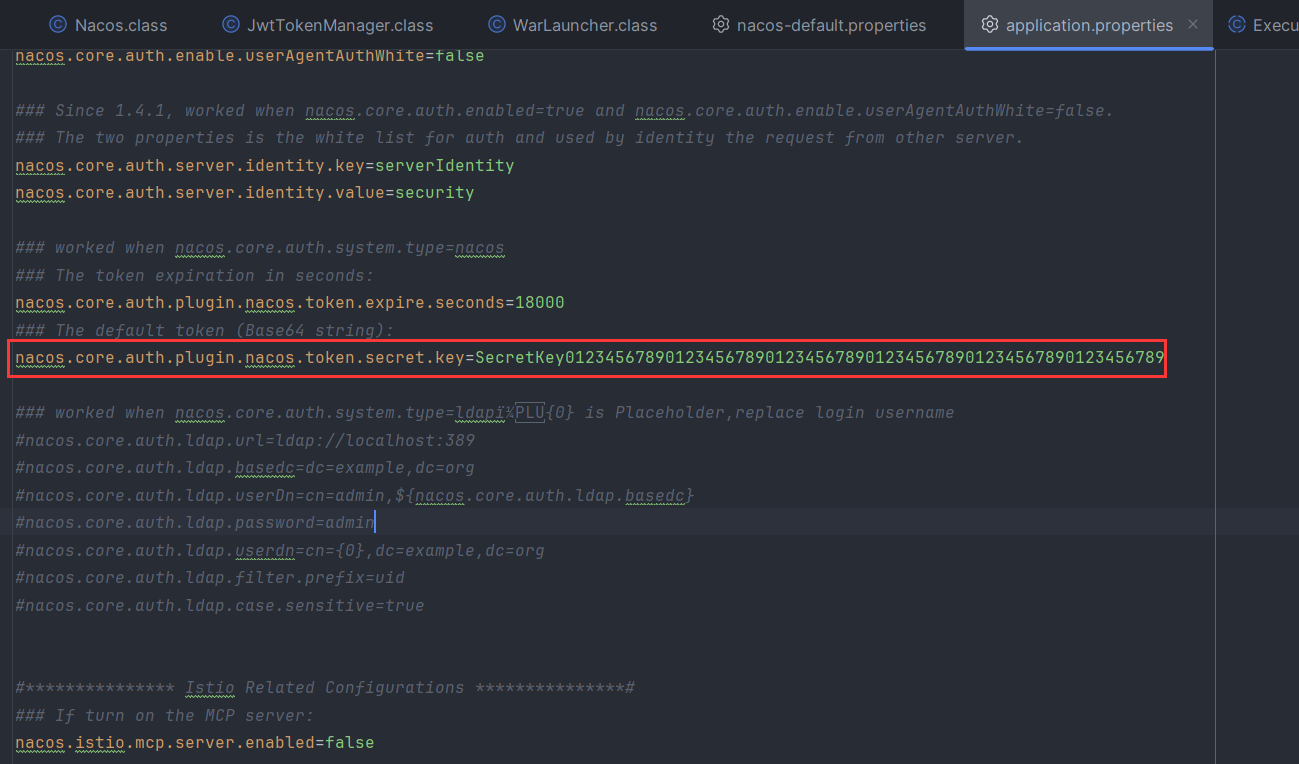 Nacos.class JwtTokenManager.class WarLauncher.class nacos-default.properties application.properties Execu
nacos.core.auth.enable.userAgentAuthWhite=false
### Since 1.4.1, worked when nacos.core.auth.enabled=true and nacos.core.auth.enable.userAgentAuthWhite=false.
### The two properties is the white list for auth and used by identity the request from other server.
nacos.core.auth.server.identity.key=serverIdentity
nacos.core.auth.server.identity.value=security
### worked when nacos.core.auth.system.type=nacos
### The token expiration in seconds:
nacos.core.auth.plugin.nacos.token.expire.seconds=18000
### The default token (Base64 string):
nacos.core.auth.plugin.nacos.token.secret.key=SecretKey012345678901234567890123456789012345678901234567890123456789
### worked when nacos.core.auth.system.type=ldapï¼PLU{0} is Placeholder,replace login username
#nacos.core.auth.ldap.url=ldap://localhost:389
#nacos.core.auth.ldap.basedc=dc=example,dc=org
#nacos.core.auth.ldap.userDn=cn=admin,${nacos.core.auth.ldap.basedc}
#nacos.core.auth.ldap.password=admin
#nacos.core.auth.ldap.userdn=cn={0},dc=example,dc=org
#nacos.core.auth.ldap.filter.prefix=uid
#nacos.core.auth.ldap.case.sensitive=true
#*************** Istio Related Configurations ***************#
### If turn on the MCP server:
nacos.istio.mcp.server.enabled=false